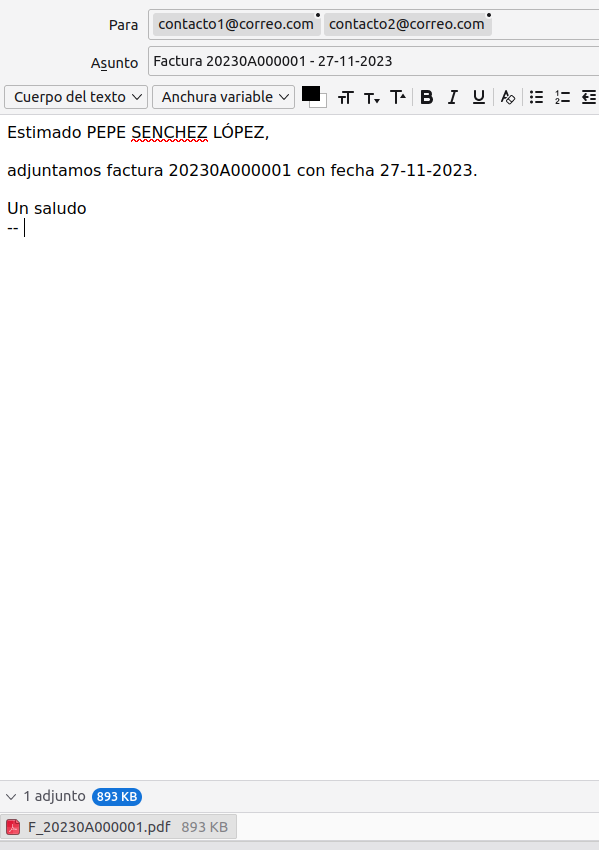 Para contacto1@correo.com contacto2@correo.com
Asunto Factura 20230A000001 - 27-11-2023
Cuerpo del texto Anchura variable
Estimado PEPE SENCHEZ LÓPEZ,
adjuntamos factura 20230A000001 con fecha 27-11-2023.
Un saludo
--
1 adjunto 893 KB
F_20230A000001.pdf 893 KB